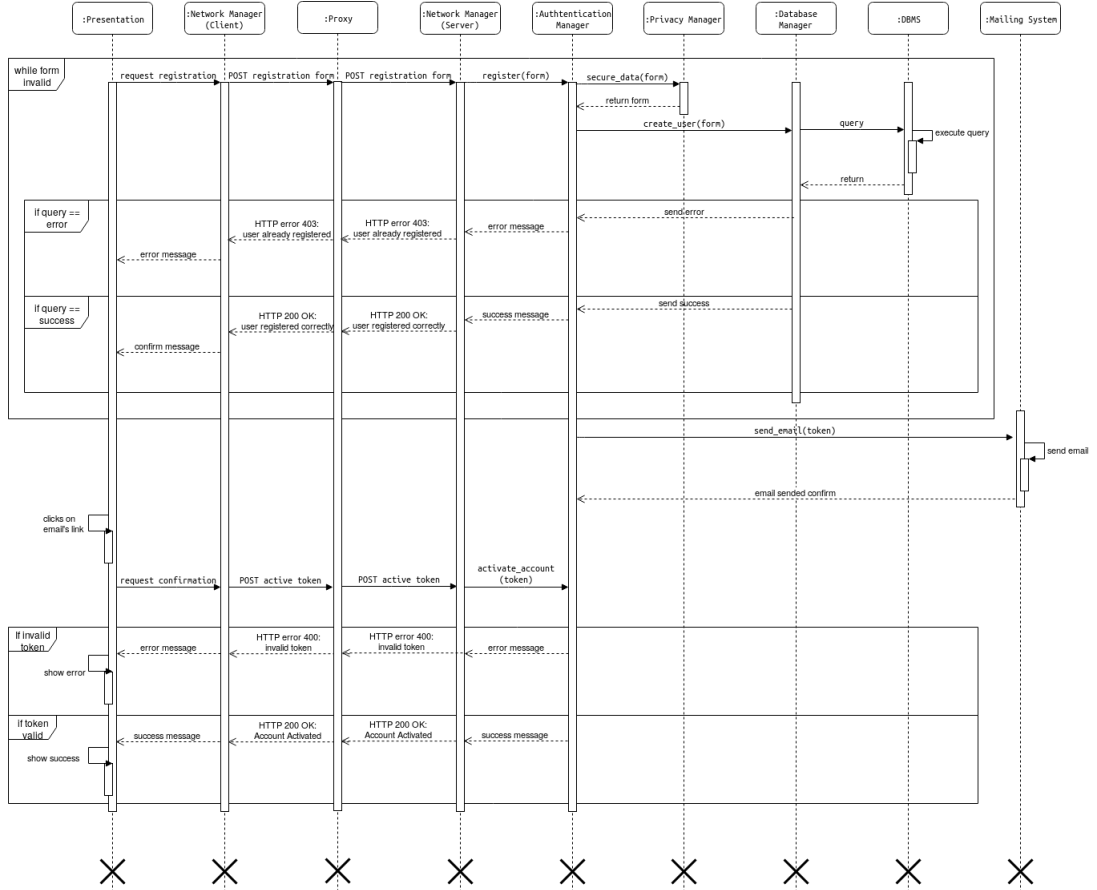 :Presentation
:Network Manager
(Client)
:Proxy
:Network Manager
(Server)
:Authtentication
Manager
:Privacy Manager
:Database
Manager
:DBMS
:Mailing System
while form
invalid
request registration
POST registration form
POST registration form
register(form)
secure_data(form)
return form
create_user(form)
query
execute query
return
if query ==
error
send error
error message
HTTP error 403:
user already registered
HTTP error 403:
user already registered
error message
if query ==
success
send success
success message
HTTP 200 OK:
user registered correctly
HTTP 200 OK:
user registered correctly
confirm message
send_email(token)
send email
email sended confirm
clicks on
email's link
request confirmation
POST active token
POST active token
activate_account
(token)
If invalid
token
error message
HTTP error 400:
invalid token
HTTP error 400:
invalid token
error message
show error
if token
valid
success message
HTTP 200 OK:
Account Activated
HTTP 200 OK:
Account Activated
success message
show success